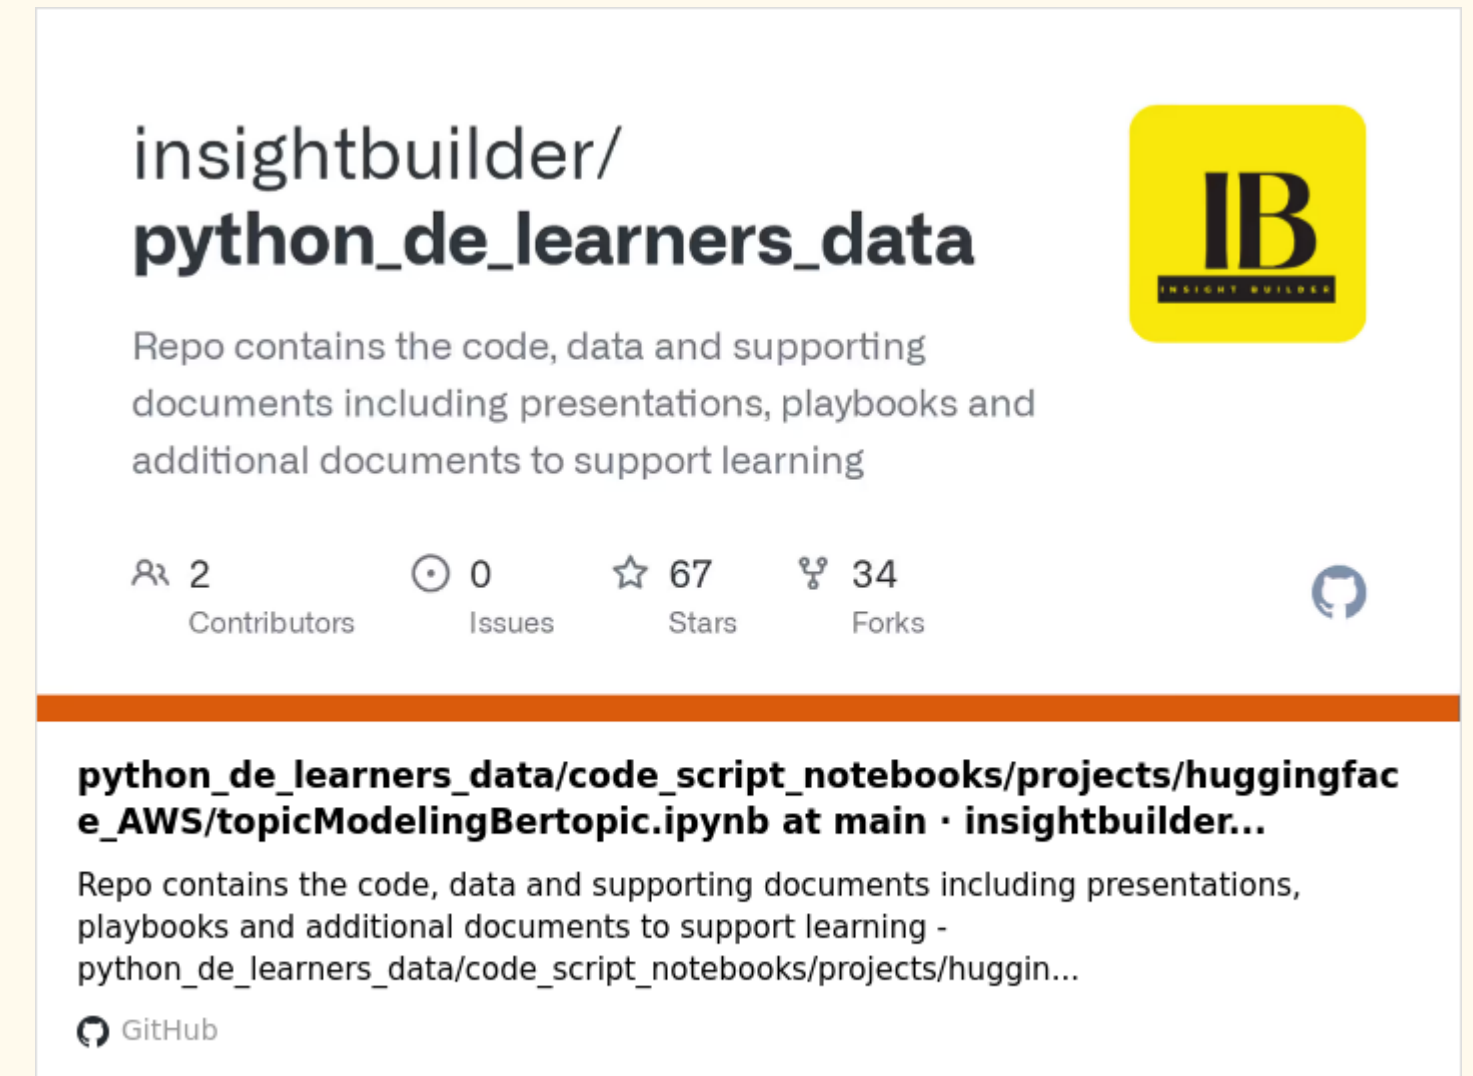 insightbuilder/
python_de_learners_data
IB
INSIGHT BUILDER
Repo contains the code, data and supporting
documents including presentations, playbooks and
additional documents to support learning
2
Contributors
0
Issues
67
Stars
34
Forks
python_de_learners_data/code_script_notebooks/projects/huggingfac
e_AWS/topicModelingBertopic.ipynb at main · insightbuilder...
Repo contains the code, data and supporting documents including presentations,
playbooks and additional documents to support learning -
python_de_learners_data/code_script_notebooks/projects/huggin...
GitHub